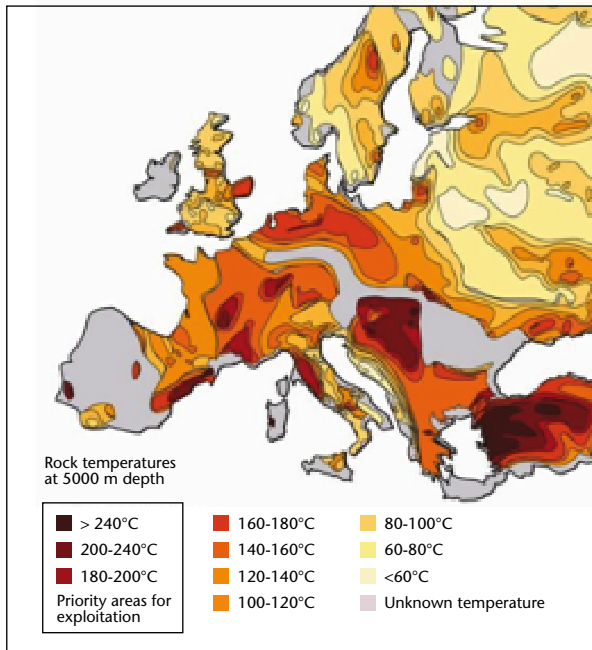 Rock temperatures
at 5000 m depth
> 240°C
200-240°C
180-200°C
Priority areas for
exploitation
160-180°C
140-160°C
120-140°C
100-120°C
80-100°C
60-80°C
<60°C
Unknown temperature